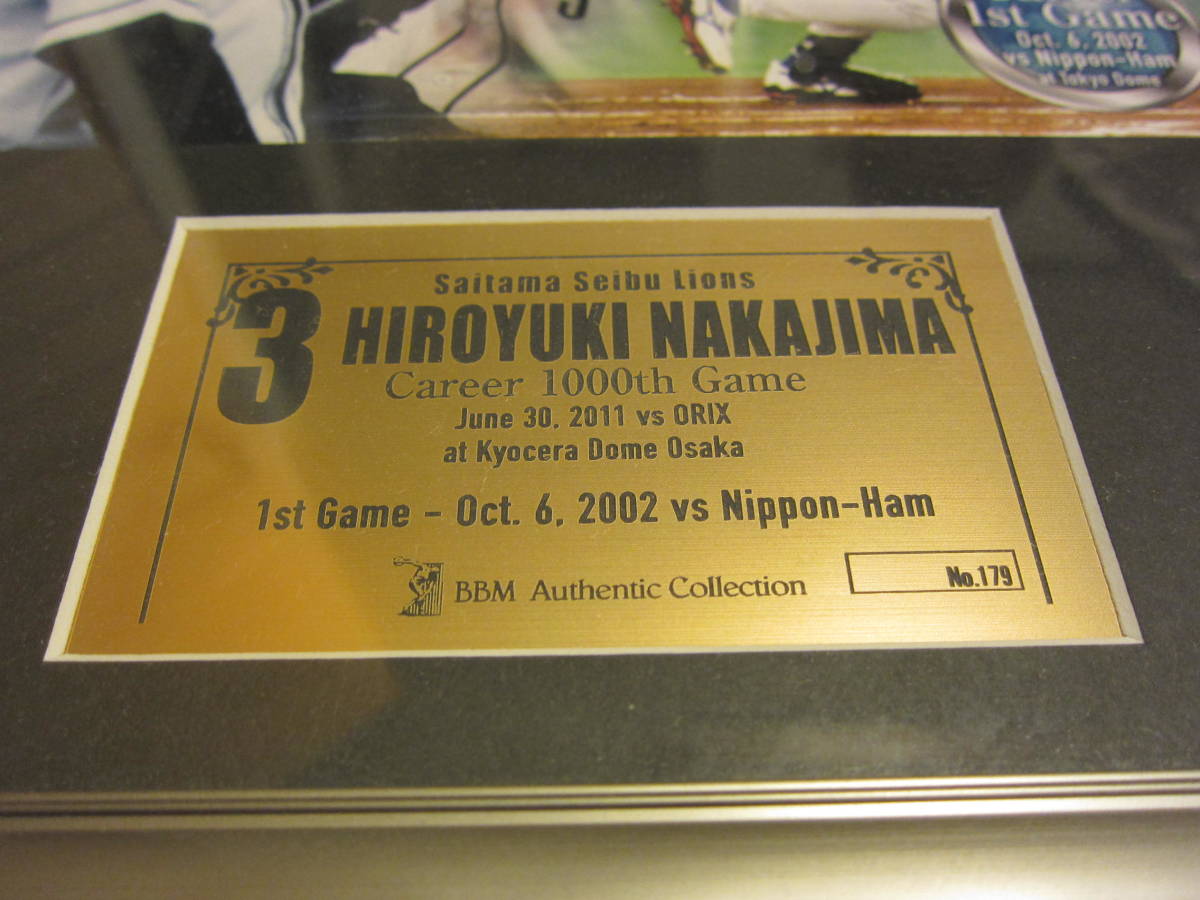 1st Game
Oct. 6, 2002
vs Nippon-Ham
at Tokyo Dome
Saitama Seibu Lions
3 HIROYUKI NAKAJIMA
Career 1000th Game
June 30, 2011 vs ORIX
at Kyocera Dome Osaka
1st Game - Oct. 6, 2002 vs Nippon-Ham
BBM Authentic Collection
No.179